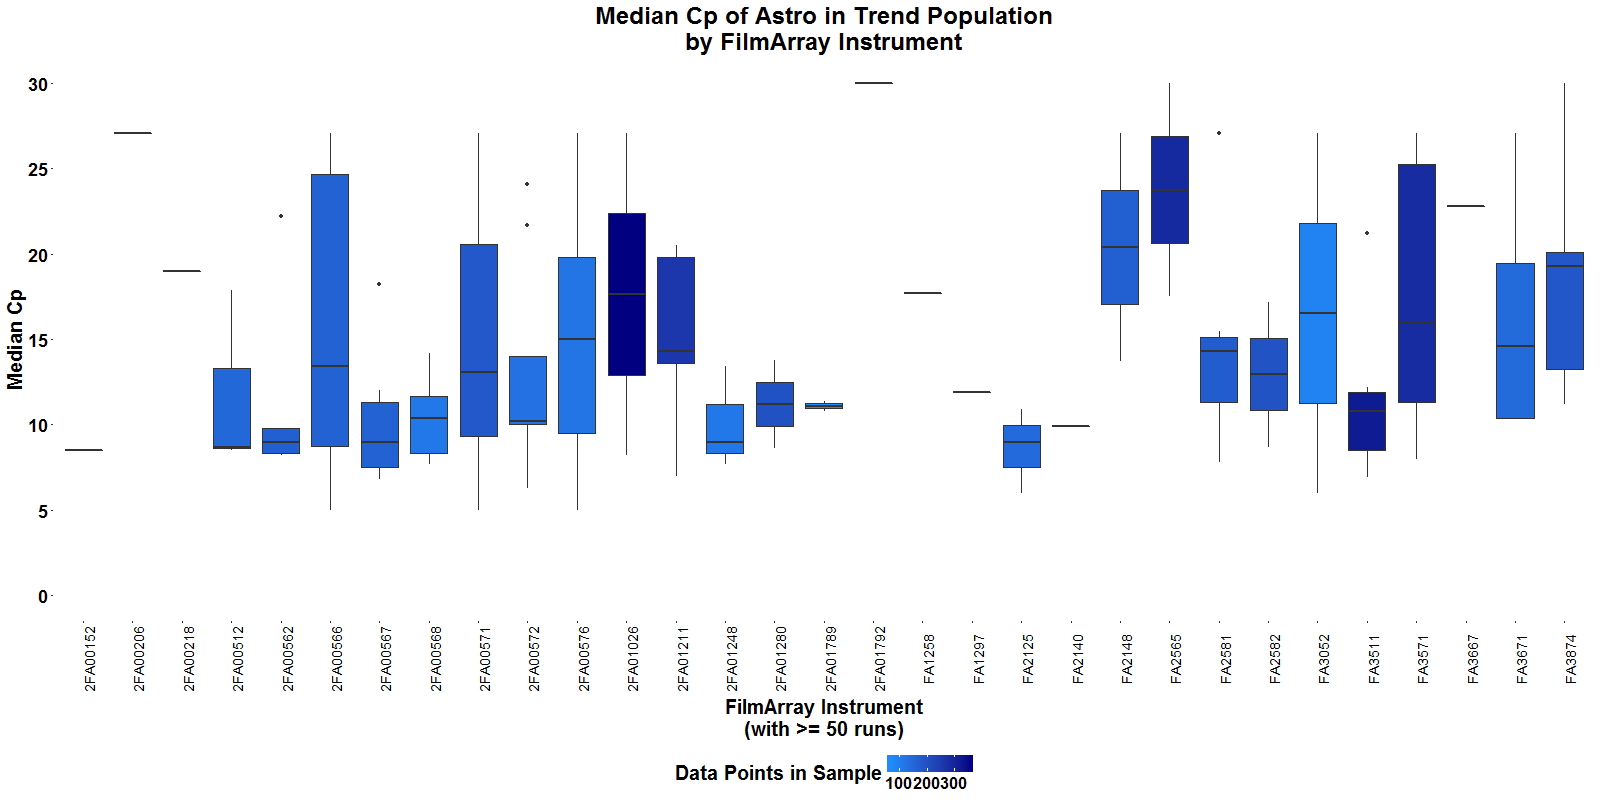 Median Cp of Astro in Trend Population
by FilmArray Instrument
Median Cp
30
25
20
15
10
5
0
2FA00152
2FA00206
2FA00218
2FA00512
2FA00562
2FA00566
2FA00567
2FA00568
2FA00571
2FA00572
2FA00576
2FA01026
2FA01211
2FA01248
2FA01280
2FA01789
2FA01792
FA1258
FA1297
FA2125
FA2140
FA2148
FA2565
FA2581
FA2582
FA3052
FA3511
FA3571
FA3667
FA3671
FA3874
FilmArray Instrument
(with >= 50 runs)
Data Points in Sample
100 200 300